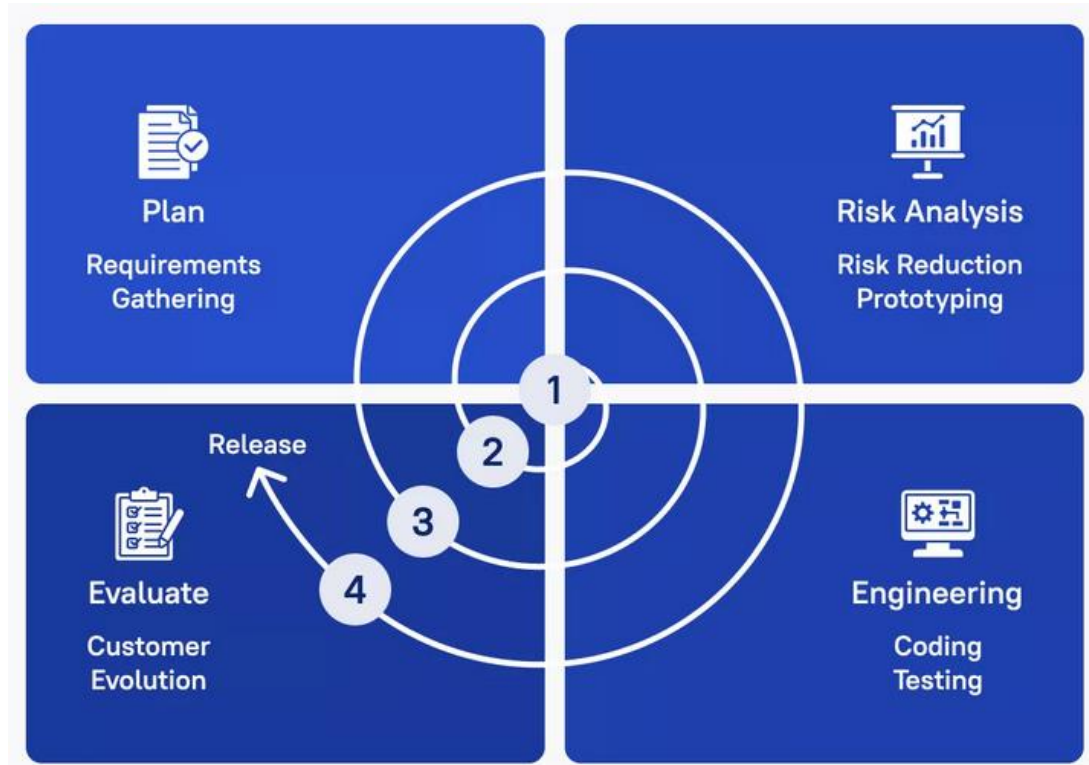 Plan
Requirements
Gathering
Risk Analysis
Risk Reduction
Prototyping
1
2
3
4
Release
Evaluate
Customer
Evolution
Engineering
Coding
Testing